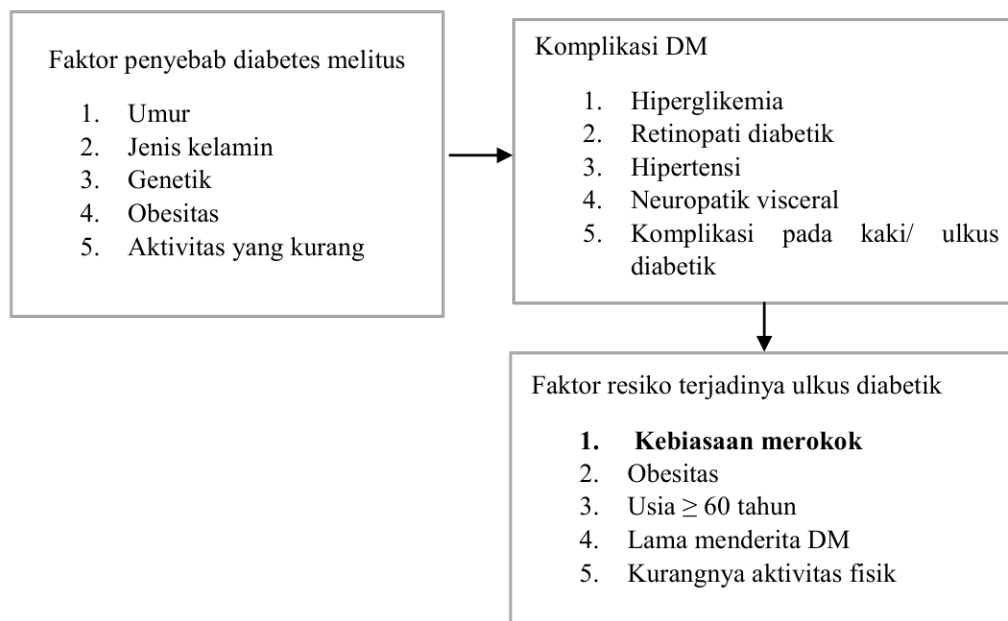 Faktor penyebab diabetes melitus
1. Umur
2. Jenis kelamin
3. Genetik
4. Obesitas
5. Aktivitas yang kurang
Komplikasi DM
1. Hiperglikemia
2. Retinopati diabetik
3. Hipertensi
4. Neuropatik visceral
5. Komplikasi pada kaki/ ulkus
diabetik
Faktor resiko terjadinya ulkus diabetik
1. Kebiasaan merokok
2. Obesitas
3. Usia ≥ 60 tahun
4. Lama menderita DM
5. Kurangnya aktivitas fisik